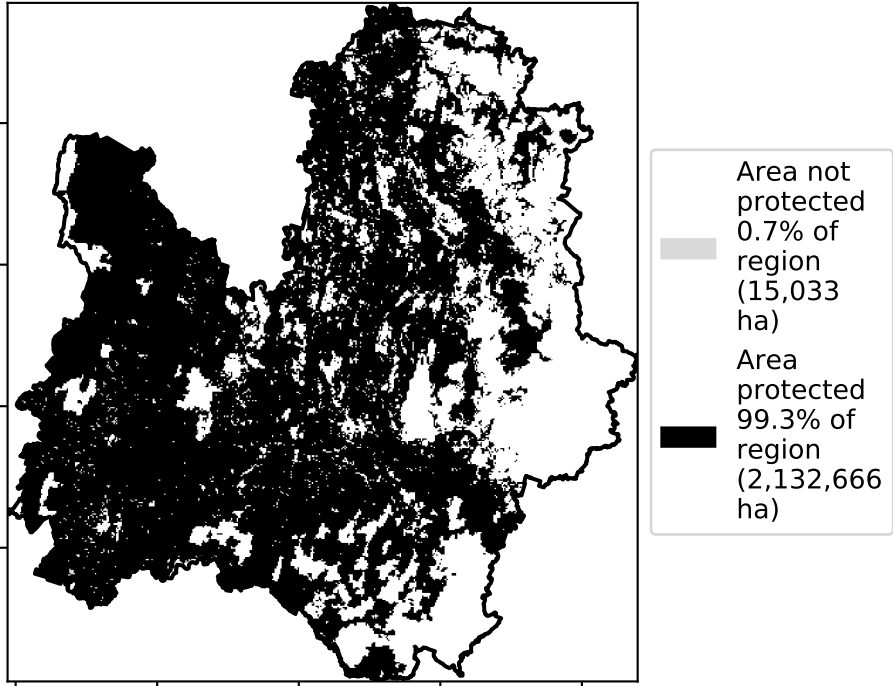 Area not
protected
0.7% of
region
(15,033
ha)
Area
protected
99.3% of
region
(2,132,666
ha)